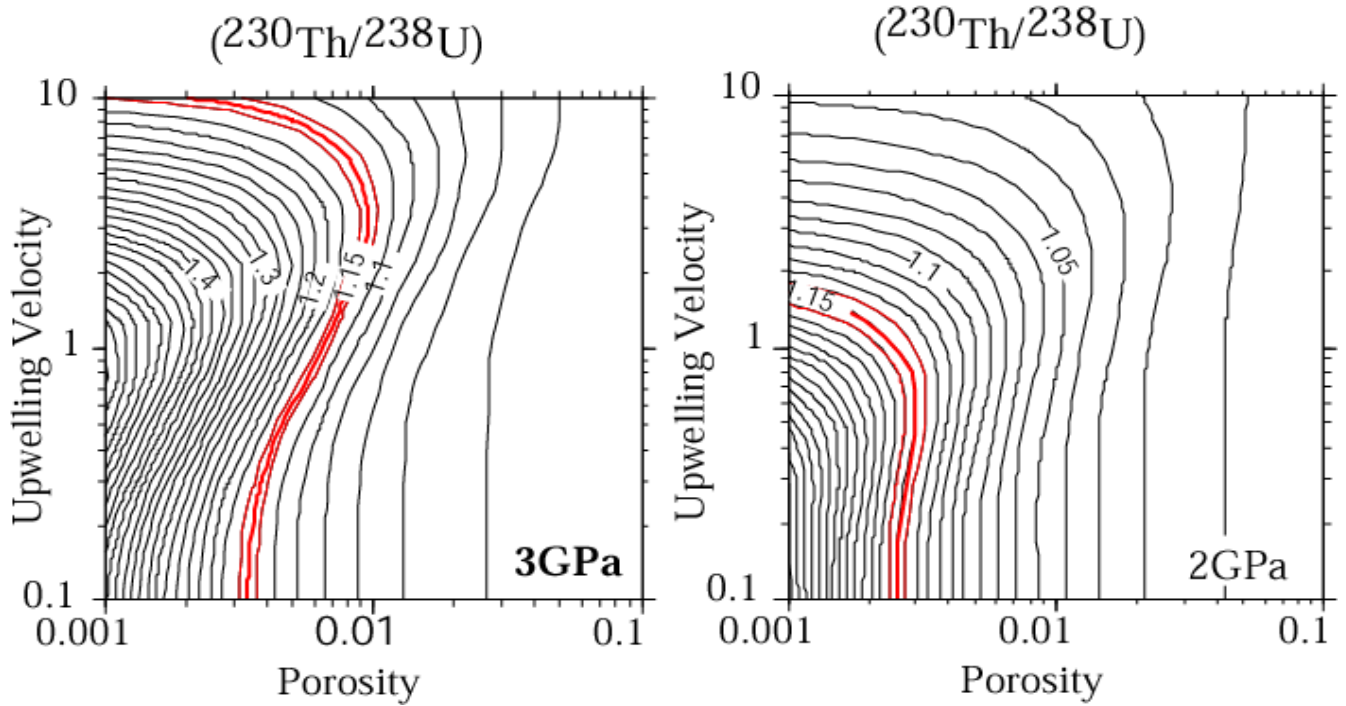 (230Th/238U)
10
1
0.1
0.001
0.01
0.1
Upwelling Velocity
Porosity
1.4
1.3
1.2
1.15
1.1
3GPa
(230Th/238U)
10
1
0.1
0.001
0.01
0.1
Upwelling Velocity
Porosity
1.15
1.1
1.05
2GPa